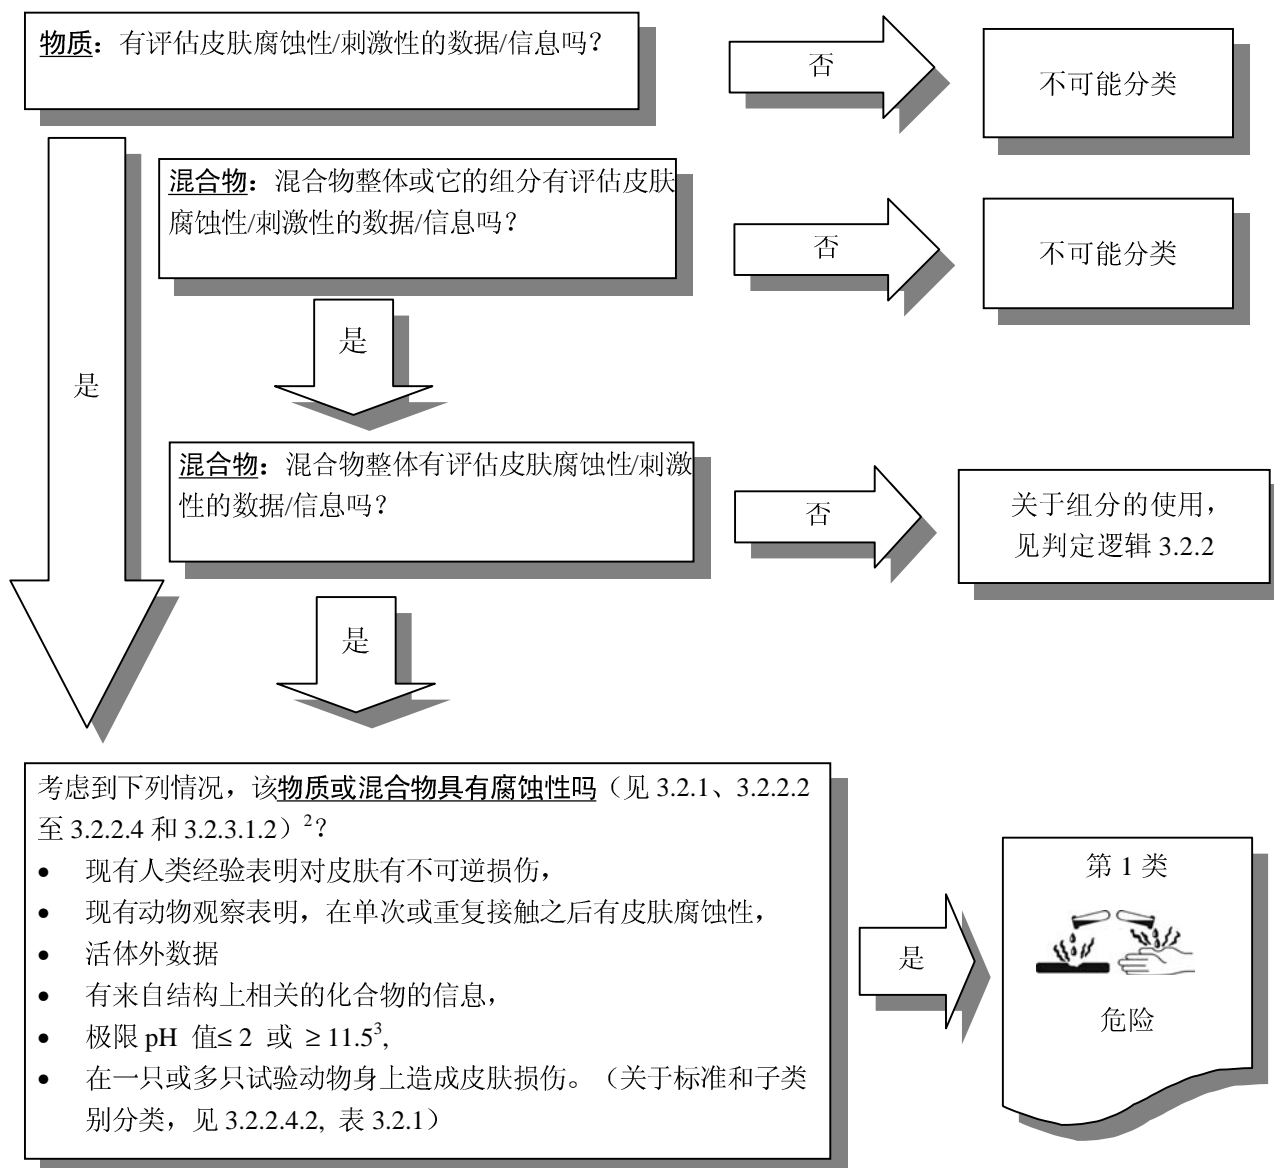 物质：有评估皮肤腐蚀性/刺激性的数据/信息吗？
否
不可能分类
混合物：混合物整体或它的组分有评估皮肤
腐蚀性/刺激性的数据/信息吗？
否
不可能分类
是
是
混合物：混合物整体有评估皮肤腐蚀性/刺激
性的数据/信息吗？
否
关于组分的使用，
见判定逻辑 3.2.2
是
考虑到下列情况，该物质或混合物具有腐蚀性吗（见 3.2.1、3.2.2.2
至 3.2.2.4 和 3.2.3.1.2）²？
• 现有人类经验表明对皮肤有不可逆损伤，
• 现有动物观察表明，在单次或重复接触之后有皮肤腐蚀性，
• 活体外数据
• 有来自结构上相关的化合物的信息，
• 极限 pH 值≤ 2 或 ≥ 11.5³,
• 在一只或多只试验动物身上造成皮肤损伤。（关于标准和子类
别分类，见 3.2.2.4.2, 表 3.2.1）
是
第 1 类
危险